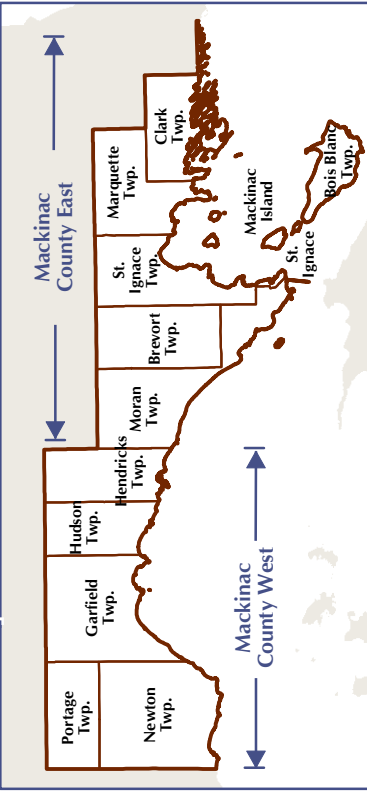 Mackinac
County East
Mackinac
County West
Portage
Twp.
Newton
Twp.
Garfield
Twp.
Hudson
Twp.
Hendricks
Twp.
Moran
Twp.
Brevort
Twp.
St.
Ignace
Twp.
Marquette
Twp.
Clark
Twp.
Mackinac
Island
St.
Ignace
Bois Blanc
Twp.